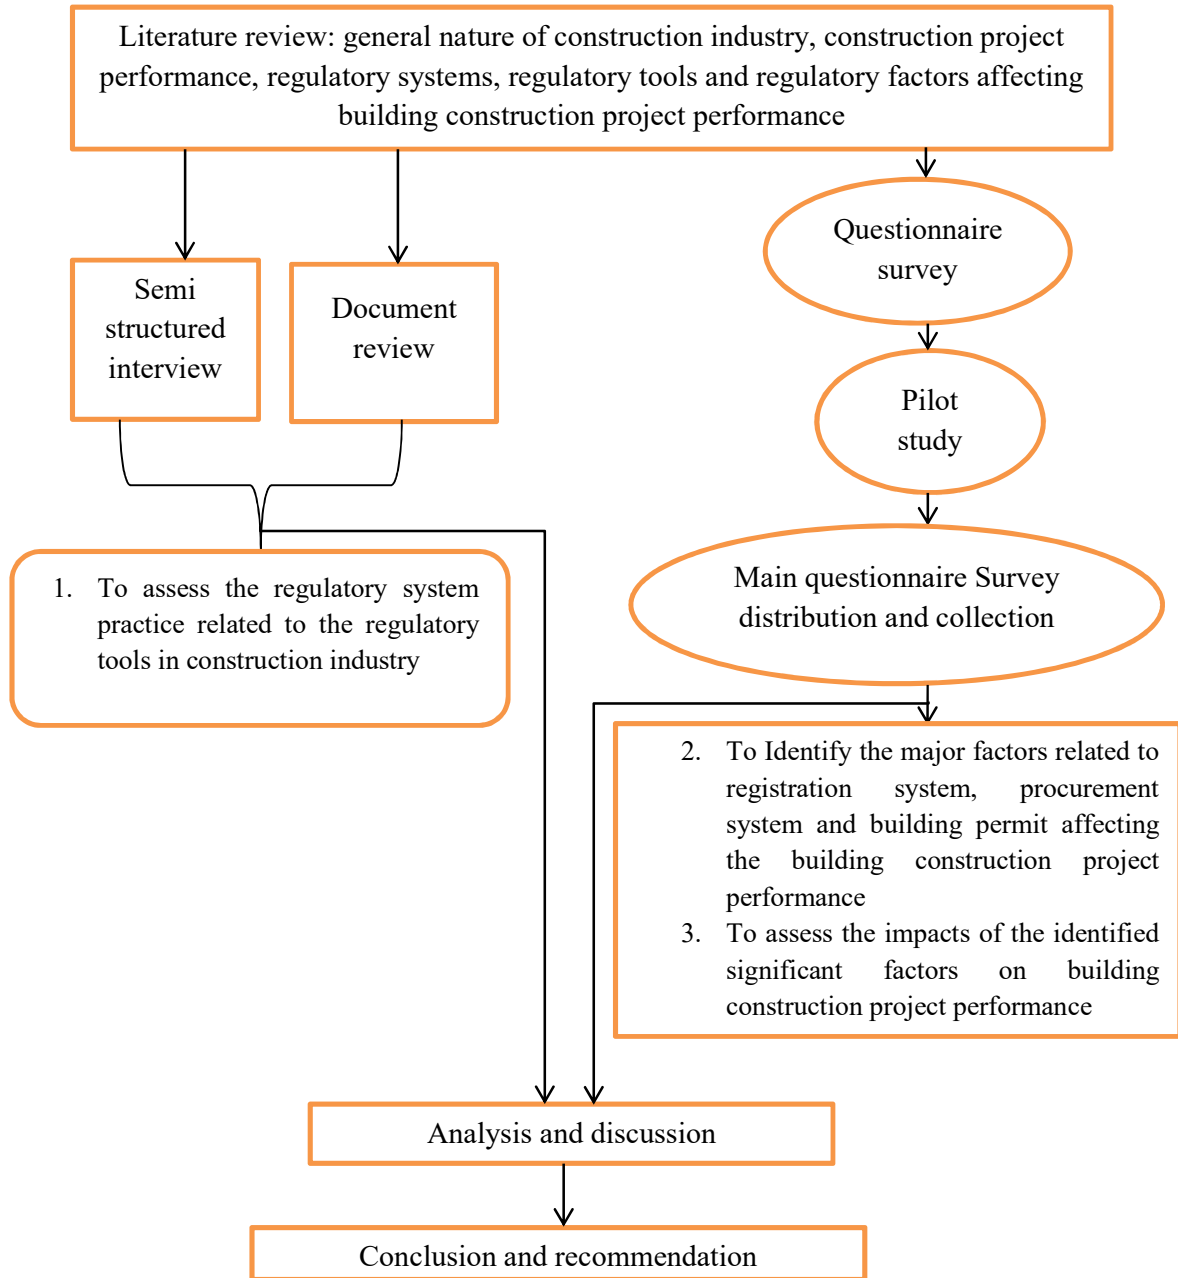 Literature review: general nature of construction industry, construction project
performance, regulatory systems, regulatory tools and regulatory factors affecting
building construction project performance
Semi
structured
interview
Document
review
Questionnaire
survey
Pilot
study
Main questionnaire Survey
distribution and collection
1. To assess the regulatory system
practice related to the regulatory
tools in construction industry
2. To Identify the major factors related to
registration system, procurement
system and building permit affecting
the building construction project
performance
3. To assess the impacts of the identified
significant factors on building
construction project performance
Analysis and discussion
Conclusion and recommendation